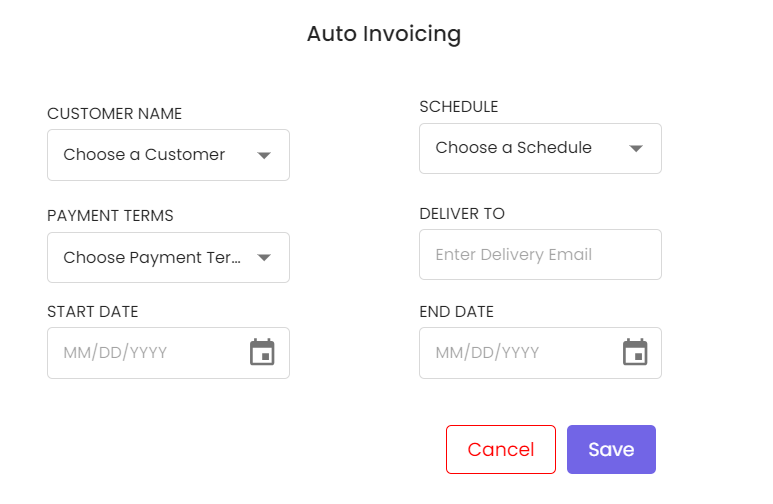 Auto Invoicing
CUSTOMER NAME
Choose a Customer
SCHEDULE
Choose a Schedule
PAYMENT TERMS
Choose Payment Ter...
DELIVER TO
Enter Delivery Email
START DATE
MM/DD/YYYY
END DATE
MM/DD/YYYY
Cancel
Save